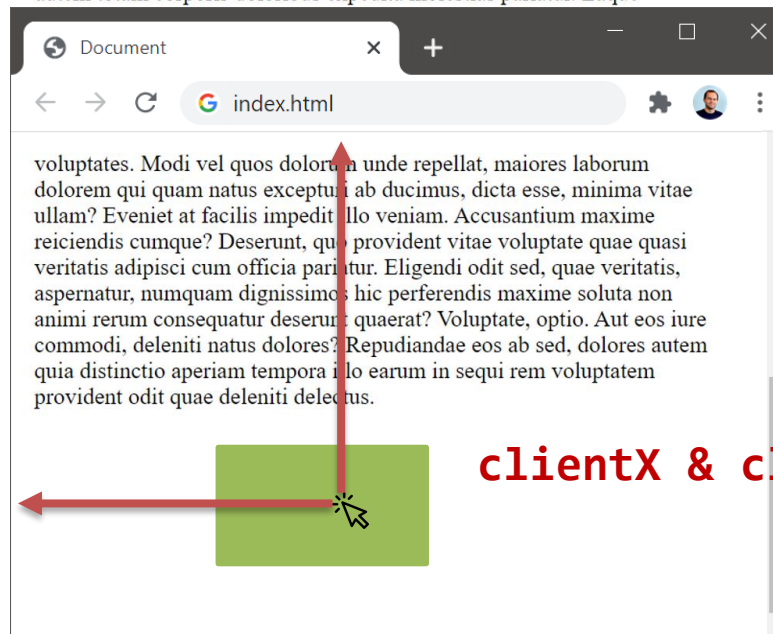 Document
index.html
voluptates. Modi vel quos dolorum unde repellat, maiores laborum
dolorem qui quam natus excepturi ab ducimus, dicta esse, minima vitae
ullam? Eveniet at facilis impedit illo veniam. Accusantium maxime
reiciendis cumque? Deserunt, quo provident vitae voluptate quae quasi
veritatis adipisci cum officia pariatur. Eligendi odit sed, quae veritatis,
aspernatur, numquam dignissimos hic perferendis maxime soluta non
animi rerum consequatur deserunt quaerat? Voluptate, optio. Aut eos iure
commodi, deleniti natus dolores? Repudiandae eos ab sed, dolores autem
quia distinctio aperiam tempora illo earum in sequi rem voluptatem
provident odit quae deleniti delectus.
clientX & cl